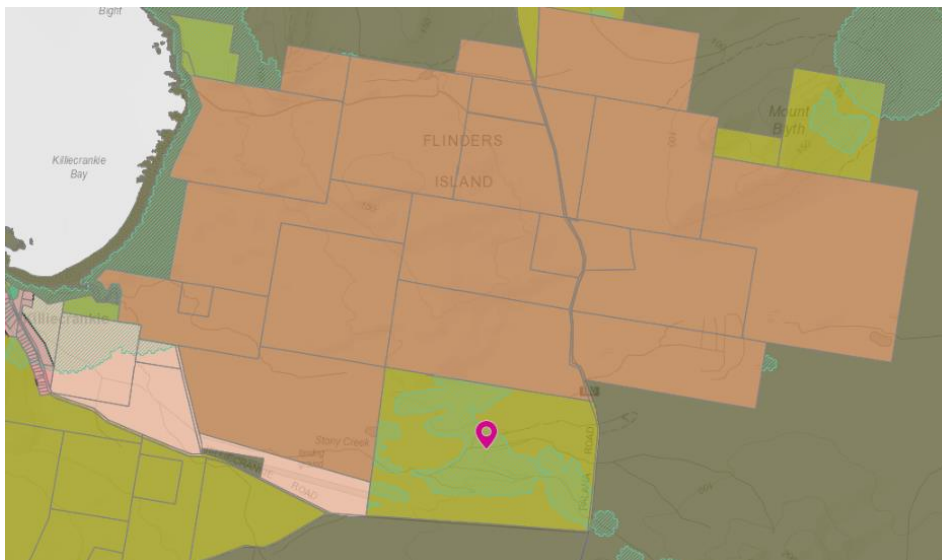 Bight
Mount
Blyth
FLINDERS
ISLAND
Killiecrankie
Bay
Killiecrankie
Stony Creek
ROAD
ROAD